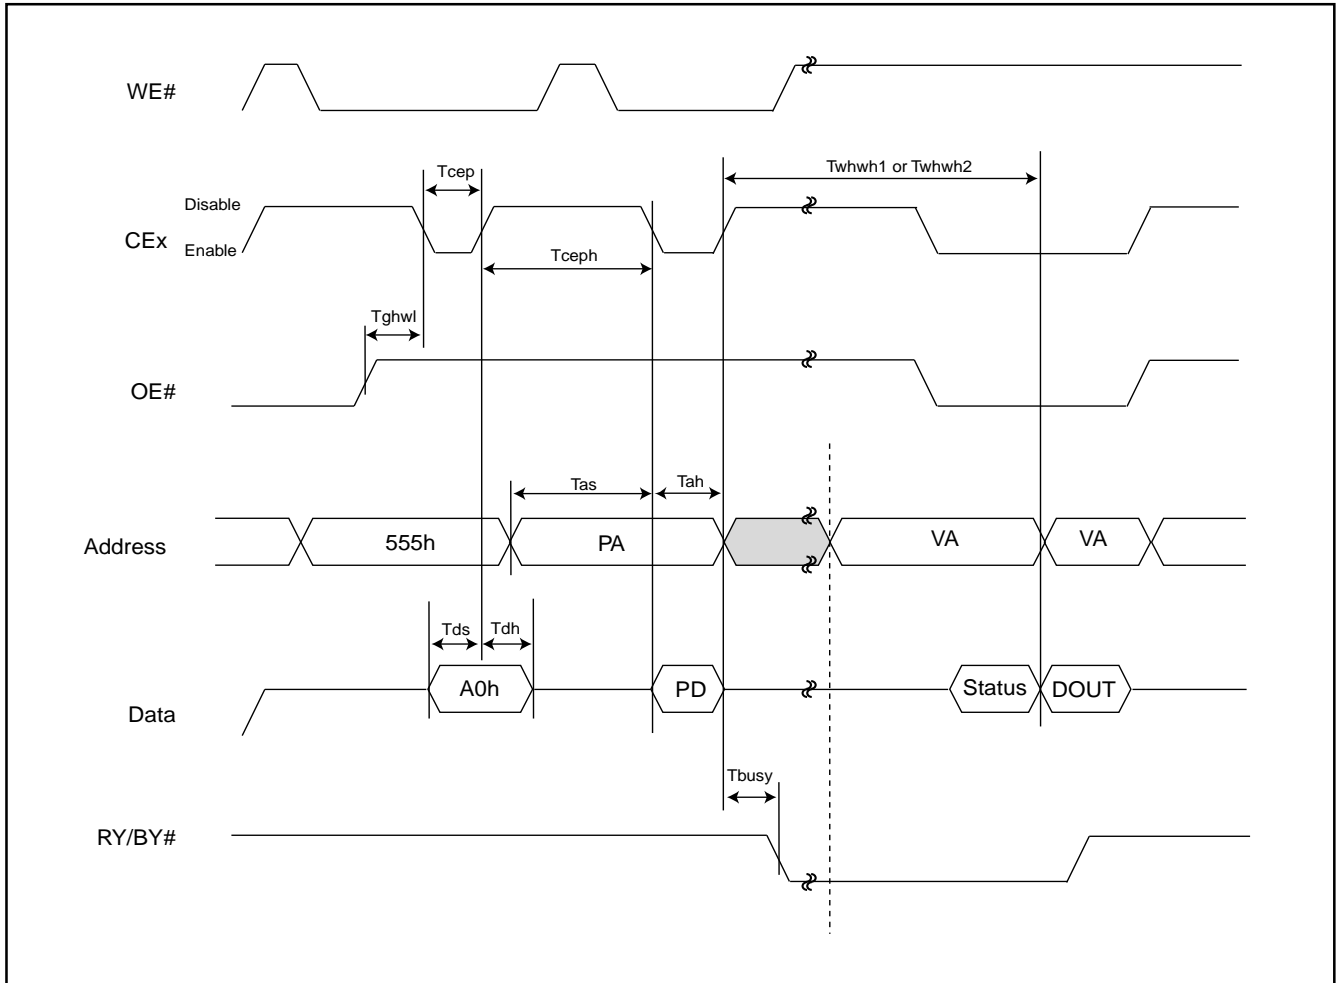 WE#
Tcep
Twhwh1 or Twhwh2
Disable
CEx
Enable
Tceph
Tghwl
OE#
Tas
Tah
Address
555h
PA
VA
VA
Tds
Tdh
Data
A0h
PD
Status
DOUT
Tbusy
RY/BY#